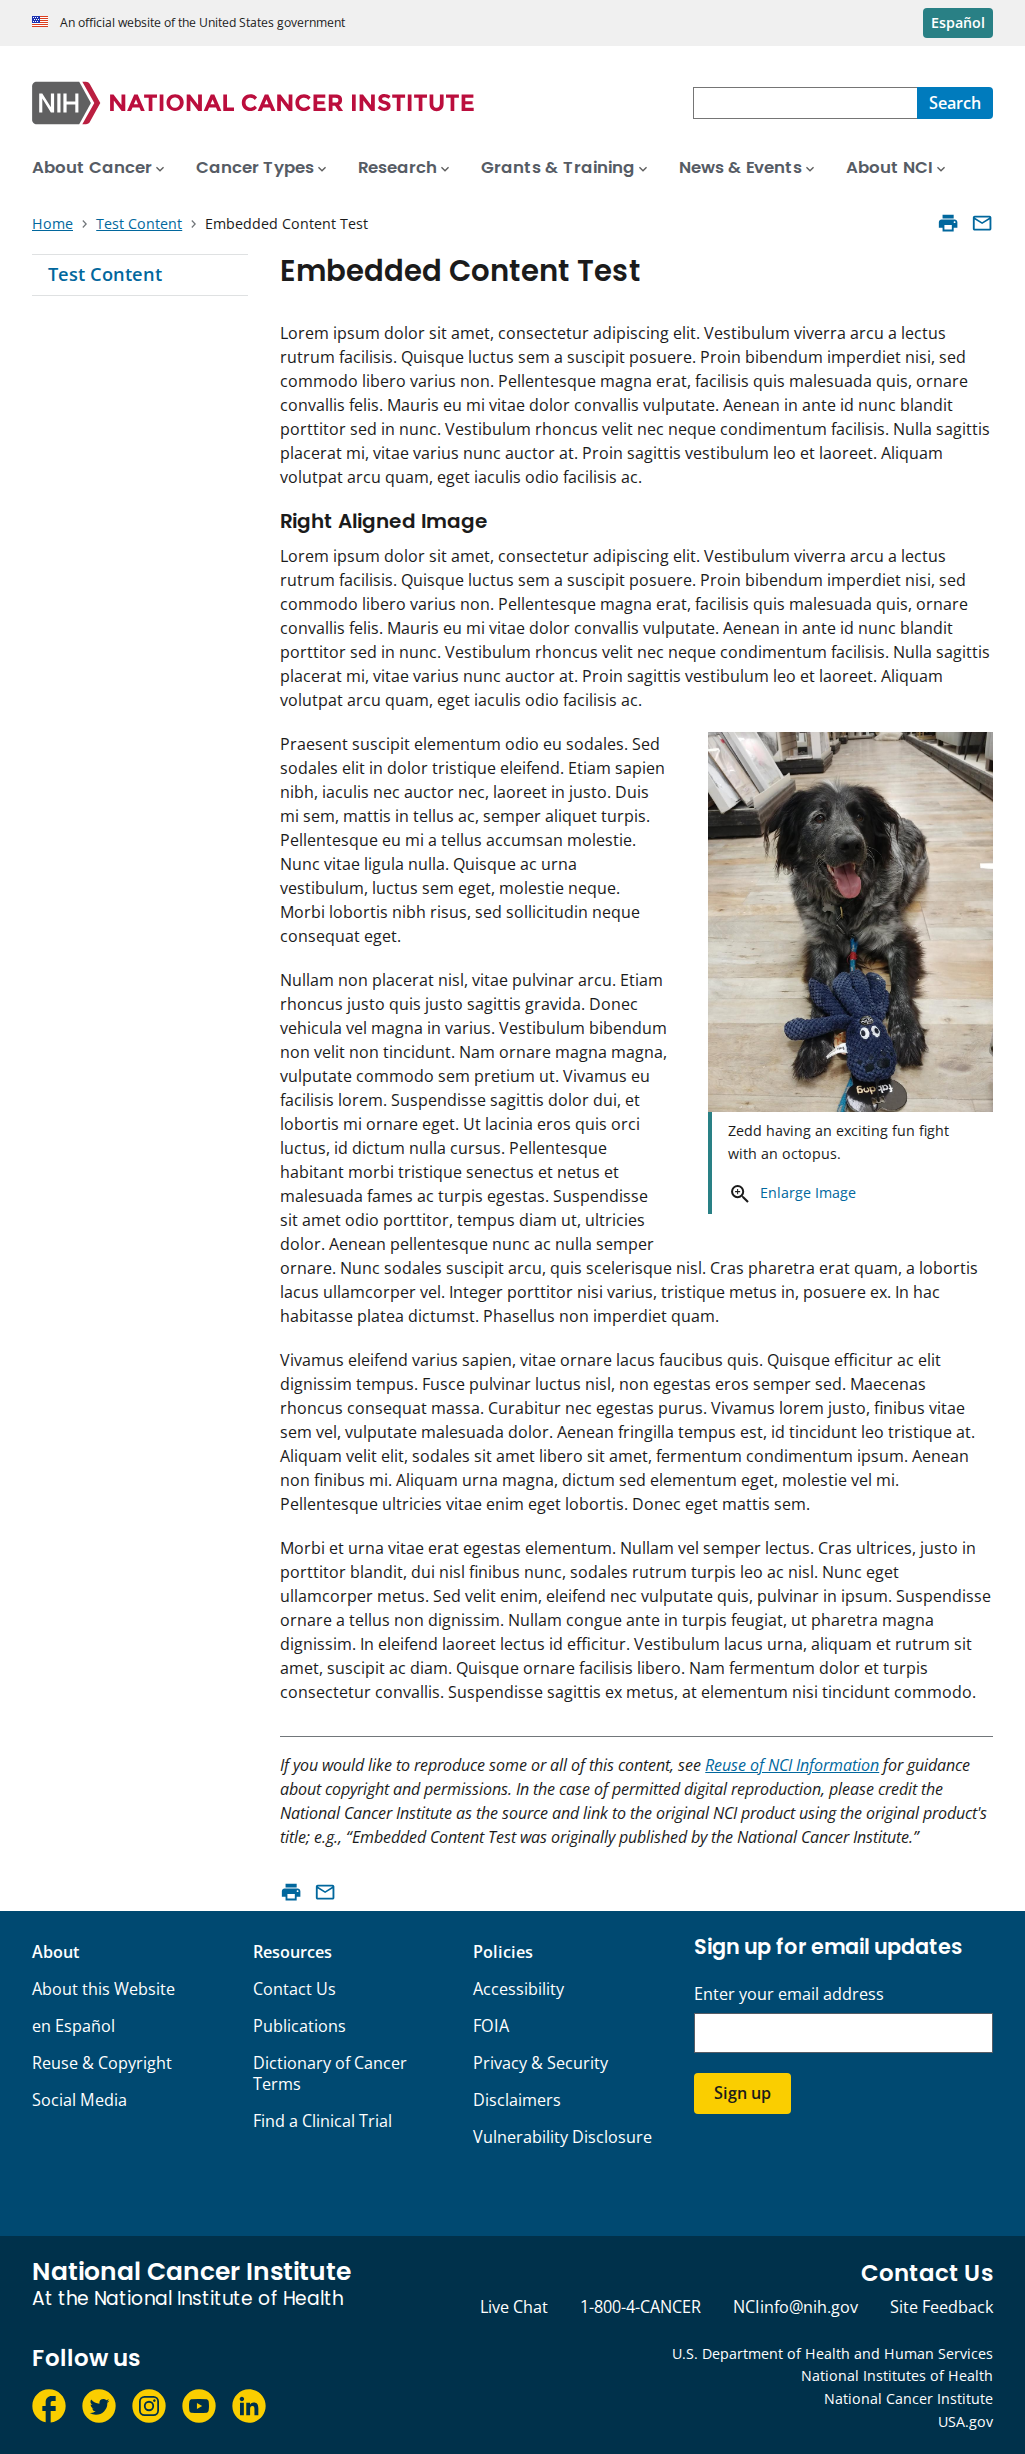 An official website of the United States government
Español
NIH NATIONAL CANCER INSTITUTE
Search
About Cancer Cancer Types Research Grants & Training News & Events About NCI
Home Test Content Embedded Content Test
Test Content
Embedded Content Test
Lorem ipsum dolor sit amet, consectetur adipiscing elit. Vestibulum viverra arcu a lectus
rutrum facilisis. Quisque luctus sem a suscipit posuere. Proin bibendum imperdiet nisi, sed
commodo libero varius non. Pellentesque magna erat, facilisis quis malesuada quis, ornare
convallis felis. Mauris eu mi vitae dolor convallis vulputate. Aenean in ante id nunc blandit
porttitor sed in nunc. Vestibulum rhoncus velit nec neque condimentum facilisis. Nulla sagittis
placerat mi, vitae varius nunc auctor at. Proin sagittis vestibulum leo et laoreet. Aliquam
volutpat arcu quam, eget iaculis odio facilisis ac.
Right Aligned Image
Lorem ipsum dolor sit amet, consectetur adipiscing elit. Vestibulum viverra arcu a lectus
rutrum facilisis. Quisque luctus sem a suscipit posuere. Proin bibendum imperdiet nisi, sed
commodo libero varius non. Pellentesque magna erat, facilisis quis malesuada quis, ornare
convallis felis. Mauris eu mi vitae dolor convallis vulputate. Aenean in ante id nunc blandit
porttitor sed in nunc. Vestibulum rhoncus velit nec neque condimentum facilisis. Nulla sagittis
placerat mi, vitae varius nunc auctor at. Proin sagittis vestibulum leo et laoreet. Aliquam
volutpat arcu quam, eget iaculis odio facilisis ac.
Praesent suscipit elementum odio eu sodales. Sed
sodales elit in dolor tristique eleifend. Etiam sapien
nibh, iaculis nec auctor nec, laoreet in justo. Duis
mi sem, mattis in tellus ac, semper aliquet turpis.
Pellentesque eu mi a tellus accumsan molestie.
Nunc vitae ligula nulla. Quisque ac urna
vestibulum, luctus sem eget, molestie neque.
Morbi lobortis nibh risus, sed sollicitudin neque
consequat eget.
fat dog
Zedd having an exciting fun fight
with an octopus.
Enlarge Image
Nullam non placerat nisl, vitae pulvinar arcu. Etiam
rhoncus justo quis justo sagittis gravida. Donec
vehicula vel magna in varius. Vestibulum bibendum
non velit non tincidunt. Nam ornare magna magna,
vulputate commodo sem pretium ut. Vivamus eu
facilisis lorem. Suspendisse sagittis dolor dui, et
lobortis mi ornare eget. Ut lacinia eros quis orci
luctus, id dictum nulla cursus. Pellentesque
habitant morbi tristique senectus et netus et
malesuada fames ac turpis egestas. Suspendisse
sit amet odio porttitor, tempus diam ut, ultricies
dolor. Aenean pellentesque nunc ac nulla semper
ornare. Nunc sodales suscipit arcu, quis scelerisque nisl. Cras pharetra erat quam, a lobortis
lacus ullamcorper vel. Integer porttitor nisi varius, tristique metus in, posuere ex. In hac
habitasse platea dictumst. Phasellus non imperdiet quam.
Vivamus eleifend varius sapien, vitae ornare lacus faucibus quis. Quisque efficitur ac elit
dignissim tempus. Fusce pulvinar luctus nisl, non egestas eros semper sed. Maecenas
rhoncus consequat massa. Curabitur nec egestas purus. Vivamus lorem justo, finibus vitae
sem vel, vulputate malesuada dolor. Aenean fringilla tempus est, id tincidunt leo tristique at.
Aliquam velit elit, sodales sit amet libero sit amet, fermentum condimentum ipsum. Aenean
non finibus mi. Aliquam urna magna, dictum sed elementum eget, molestie vel mi.
Pellentesque ultricies vitae enim eget lobortis. Donec eget mattis sem.
Morbi et urna vitae erat egestas elementum. Nullam vel semper lectus. Cras ultrices, justo in
porttitor blandit, dui nisl finibus nunc, sodales rutrum turpis leo ac nisl. Nunc eget
ullamcorper metus. Sed velit enim, eleifend nec vulputate quis, pulvinar in ipsum. Suspendisse
ornare a tellus non dignissim. Nullam congue ante in turpis feugiat, ut pharetra magna
dignissim. In eleifend laoreet lectus id efficitur. Vestibulum lacus urna, aliquam et rutrum sit
amet, suscipit ac diam. Quisque ornare facilisis libero. Nam fermentum dolor et turpis
consectetur convallis. Suspendisse sagittis ex metus, at elementum nisi tincidunt commodo.
If you would like to reproduce some or all of this content, see Reuse of NCI Information for guidance
about copyright and permissions. In the case of permitted digital reproduction, please credit the
National Cancer Institute as the source and link to the original NCI product using the original product's
title; e.g., “Embedded Content Test was originally published by the National Cancer Institute.”
About
About this Website
en Español
Reuse & Copyright
Social Media
Resources
Contact Us
Publications
Dictionary of Cancer
Terms
Find a Clinical Trial
Policies
Accessibility
FOIA
Privacy & Security
Disclaimers
Vulnerability Disclosure
Sign up for email updates
Enter your email address
Sign up
National Cancer Institute
At the National Institute of Health
Contact Us
Live Chat 1-800-4-CANCER NCIinfo@nih.gov Site Feedback
Follow us
U.S. Department of Health and Human Services
National Institutes of Health
National Cancer Institute
USA.gov